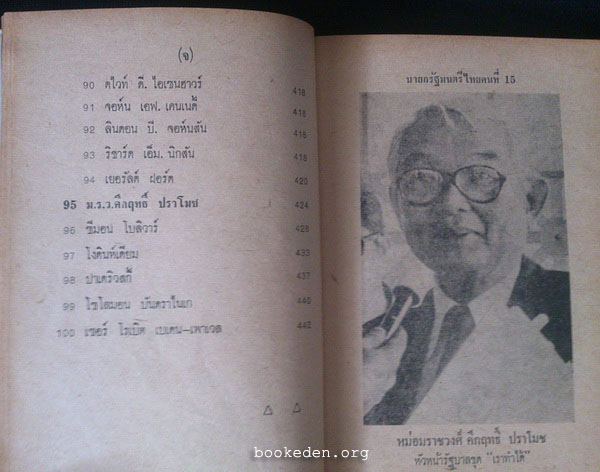 (จ)
90 ดไวท์ ดี. ไอเซนฮาวร์ 416
91 จอห์น เอฟ. เคนเนดี้ 418
92 ลินดอน บี. จอห์นสัน 418
93 ริชาร์ด เอ็ม. นิกสัน 418
94 เยอรัลด์ ฟอร์ด 420
95 ม.ร.ว.คึกฤทธิ์ ปราโมช 424
96 ซีมอน โบลิวาร์ 428
97 โงดินห์เดียม 433
98 ปาเดริวสกี้ 437
99 โซโลมอน บันดราไนเก 440
100 เซอร์ โรเบิต เบเดน-เพาเวล 442
นายกรัฐมนตรีไทยคนที่ 15
หม่อมราชวงศ์ คึกฤทธิ์ ปราโมช
หัวหน้ารัฐบาลชุด "เราทำได้"
bookeden.org